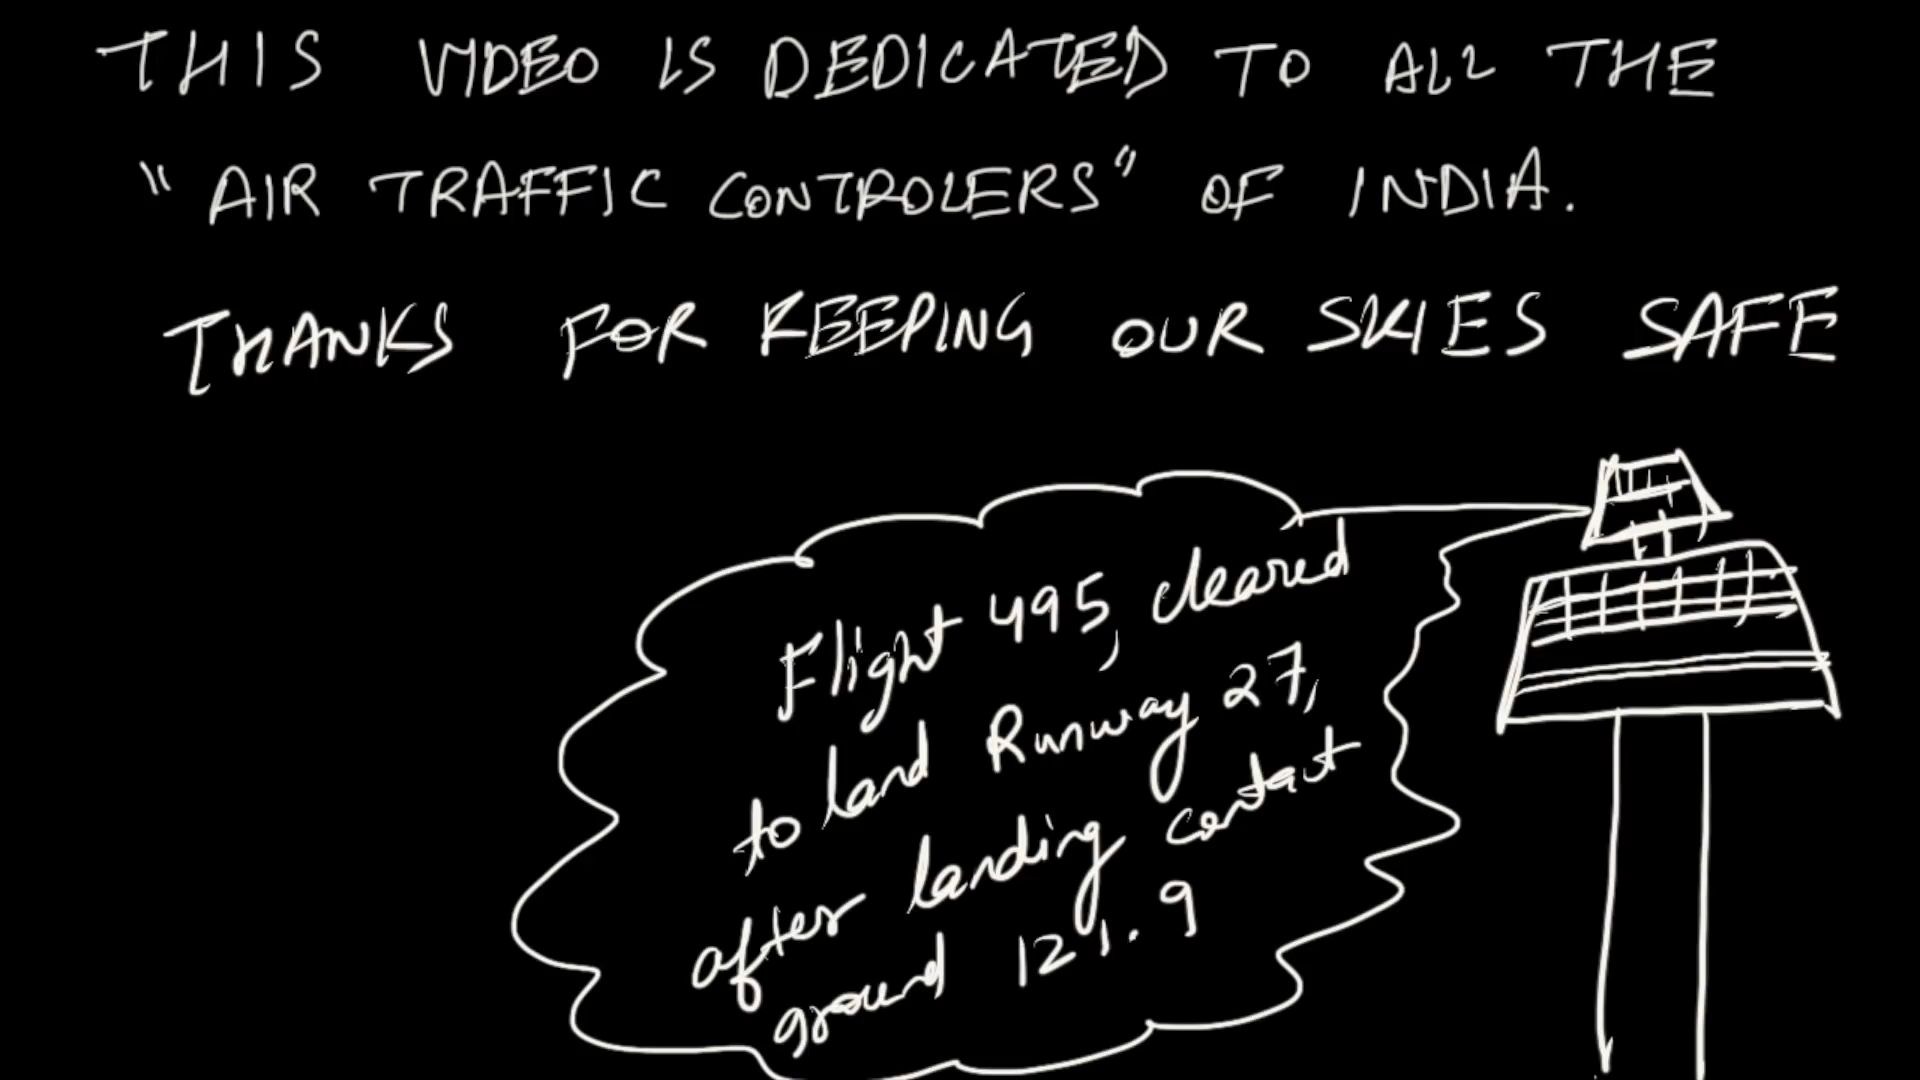 THIS VIDEO IS DEDICATED TO ALL THE
"AIR TRAFFIC CONTROLERS" OF INDIA.
THANKS FOR KEEPING OUR SKIES SAFE
Flight 495, cleared
to land Runway 27,
after landing contact
ground 121.9